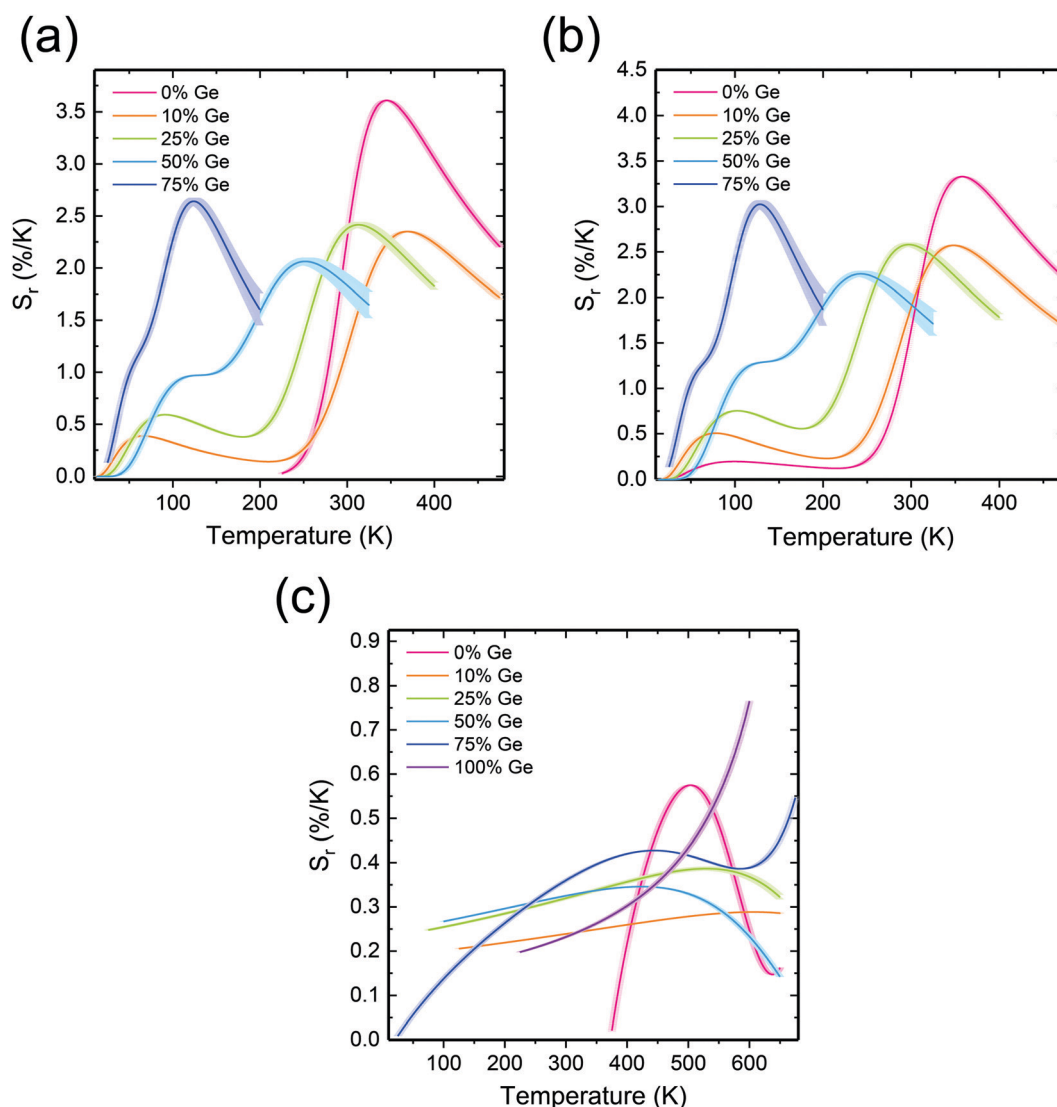 (a)
3.5
3.0
2.5
2.0
1.5
1.0
0.5
0.0
S_r (%/K)
0% Ge
10% Ge
25% Ge
50% Ge
75% Ge
100 200 300 400
Temperature (K)
(b)
4.5
4.0
3.5
3.0
2.5
2.0
1.5
1.0
0.5
0.0
S_r (%/K)
0% Ge
10% Ge
25% Ge
50% Ge
75% Ge
100 200 300 400
Temperature (K)
(c)
0.9
0.8
0.7
0.6
0.5
0.4
0.3
0.2
0.1
0.0
S_r (%/K)
0% Ge
10% Ge
25% Ge
50% Ge
75% Ge
100% Ge
100 200 300 400 500 600
Temperature (K)